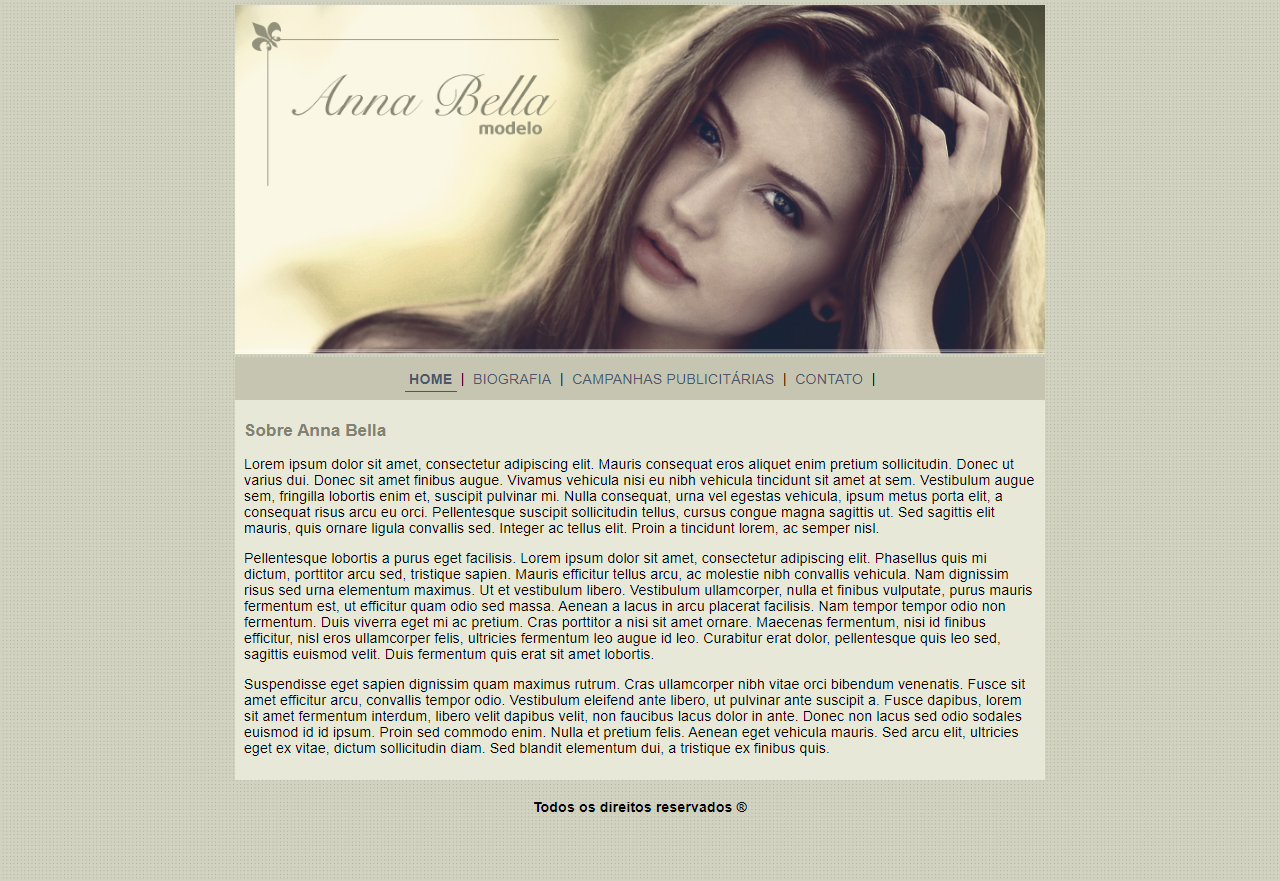 Anna Bella
modelo
HOME | BIOGRAFIA | CAMPANHAS PUBLICITÁRIAS | CONTATO |
Sobre Anna Bella
Lorem ipsum dolor sit amet, consectetur adipiscing elit. Mauris consequat eros aliquet enim pretium sollicitudin. Donec ut
varius dui. Donec sit amet finibus augue. Vivamus vehicula nisi eu nibh vehicula tincidunt sit amet at sem. Vestibulum augue
sem, fringilla lobortis enim et, suscipit pulvinar mi. Nulla consequat, urna vel egestas vehicula, ipsum metus porta elit, a
consequat risus arcu eu orci. Pellentesque suscipit sollicitudin tellus, cursus congue magna sagittis ut. Sed sagittis elit
mauris, quis ornare ligula convallis sed. Integer ac tellus elit. Proin a tincidunt lorem, ac semper nisl.
Pellentesque lobortis a purus eget facilisis. Lorem ipsum dolor sit amet, consectetur adipiscing elit. Phasellus quis mi
dictum, porttitor arcu sed, tristique sapien. Mauris efficitur tellus arcu, ac molestie nibh convallis vehicula. Nam dignissim
risus sed urna elementum maximus. Ut et vestibulum libero. Vestibulum ullamcorper, nulla et finibus vulputate, purus mauris
fermentum est, ut efficitur quam odio sed massa. Aenean a lacus in arcu placerat facilisis. Nam tempor tempor odio non
fermentum. Duis viverra eget mi ac pretium. Cras porttitor a nisi sit amet ornare. Maecenas fermentum, nisi id finibus
efficitur, nisl eros ullamcorper felis, ultricies fermentum leo augue id leo. Curabitur erat dolor, pellentesque quis leo sed,
sagittis euismod velit. Duis fermentum quis erat sit amet lobortis.
Suspendisse eget sapien dignissim quam maximus rutrum. Cras ullamcorper nibh vitae orci bibendum venenatis. Fusce sit
amet efficitur arcu, convallis tempor odio. Vestibulum eleifend ante libero, ut pulvinar ante suscipit a. Fusce dapibus, lorem
sit amet fermentum interdum, libero velit dapibus velit, non faucibus lacus dolor in ante. Donec non lacus sed odio sodales
euismod id id ipsum. Proin sed commodo enim. Nulla et pretium felis. Aenean eget vehicula mauris. Sed arcu elit, ultricies
eget ex vitae, dictum sollicitudin diam. Sed blandit elementum dui, a tristique ex finibus quis.
Todos os direitos reservados ®